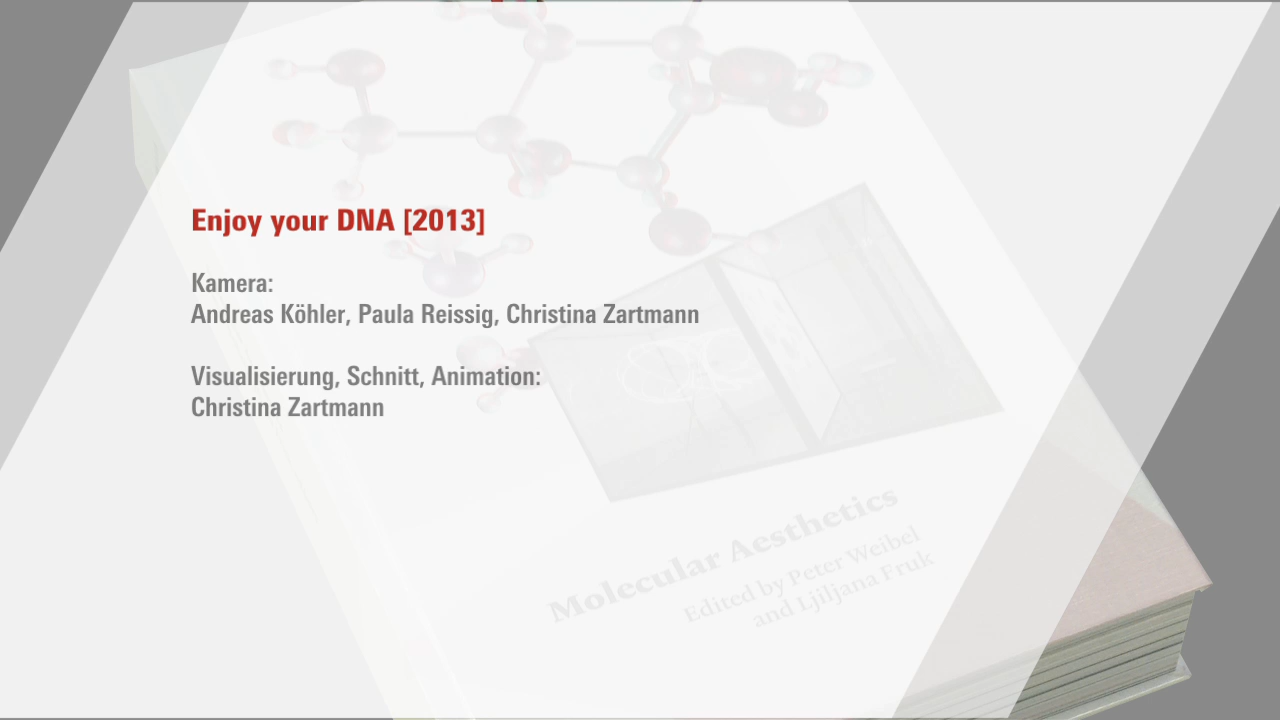 Enjoy your DNA [2013]
Kamera:
Andreas Köhler, Paula Reissig, Christina Zartmann
Visualisierung, Schnitt, Animation:
Christina Zartmann
Molecular Aesthetics
Edited by Peter Weibel
and Ljiljana Fruk